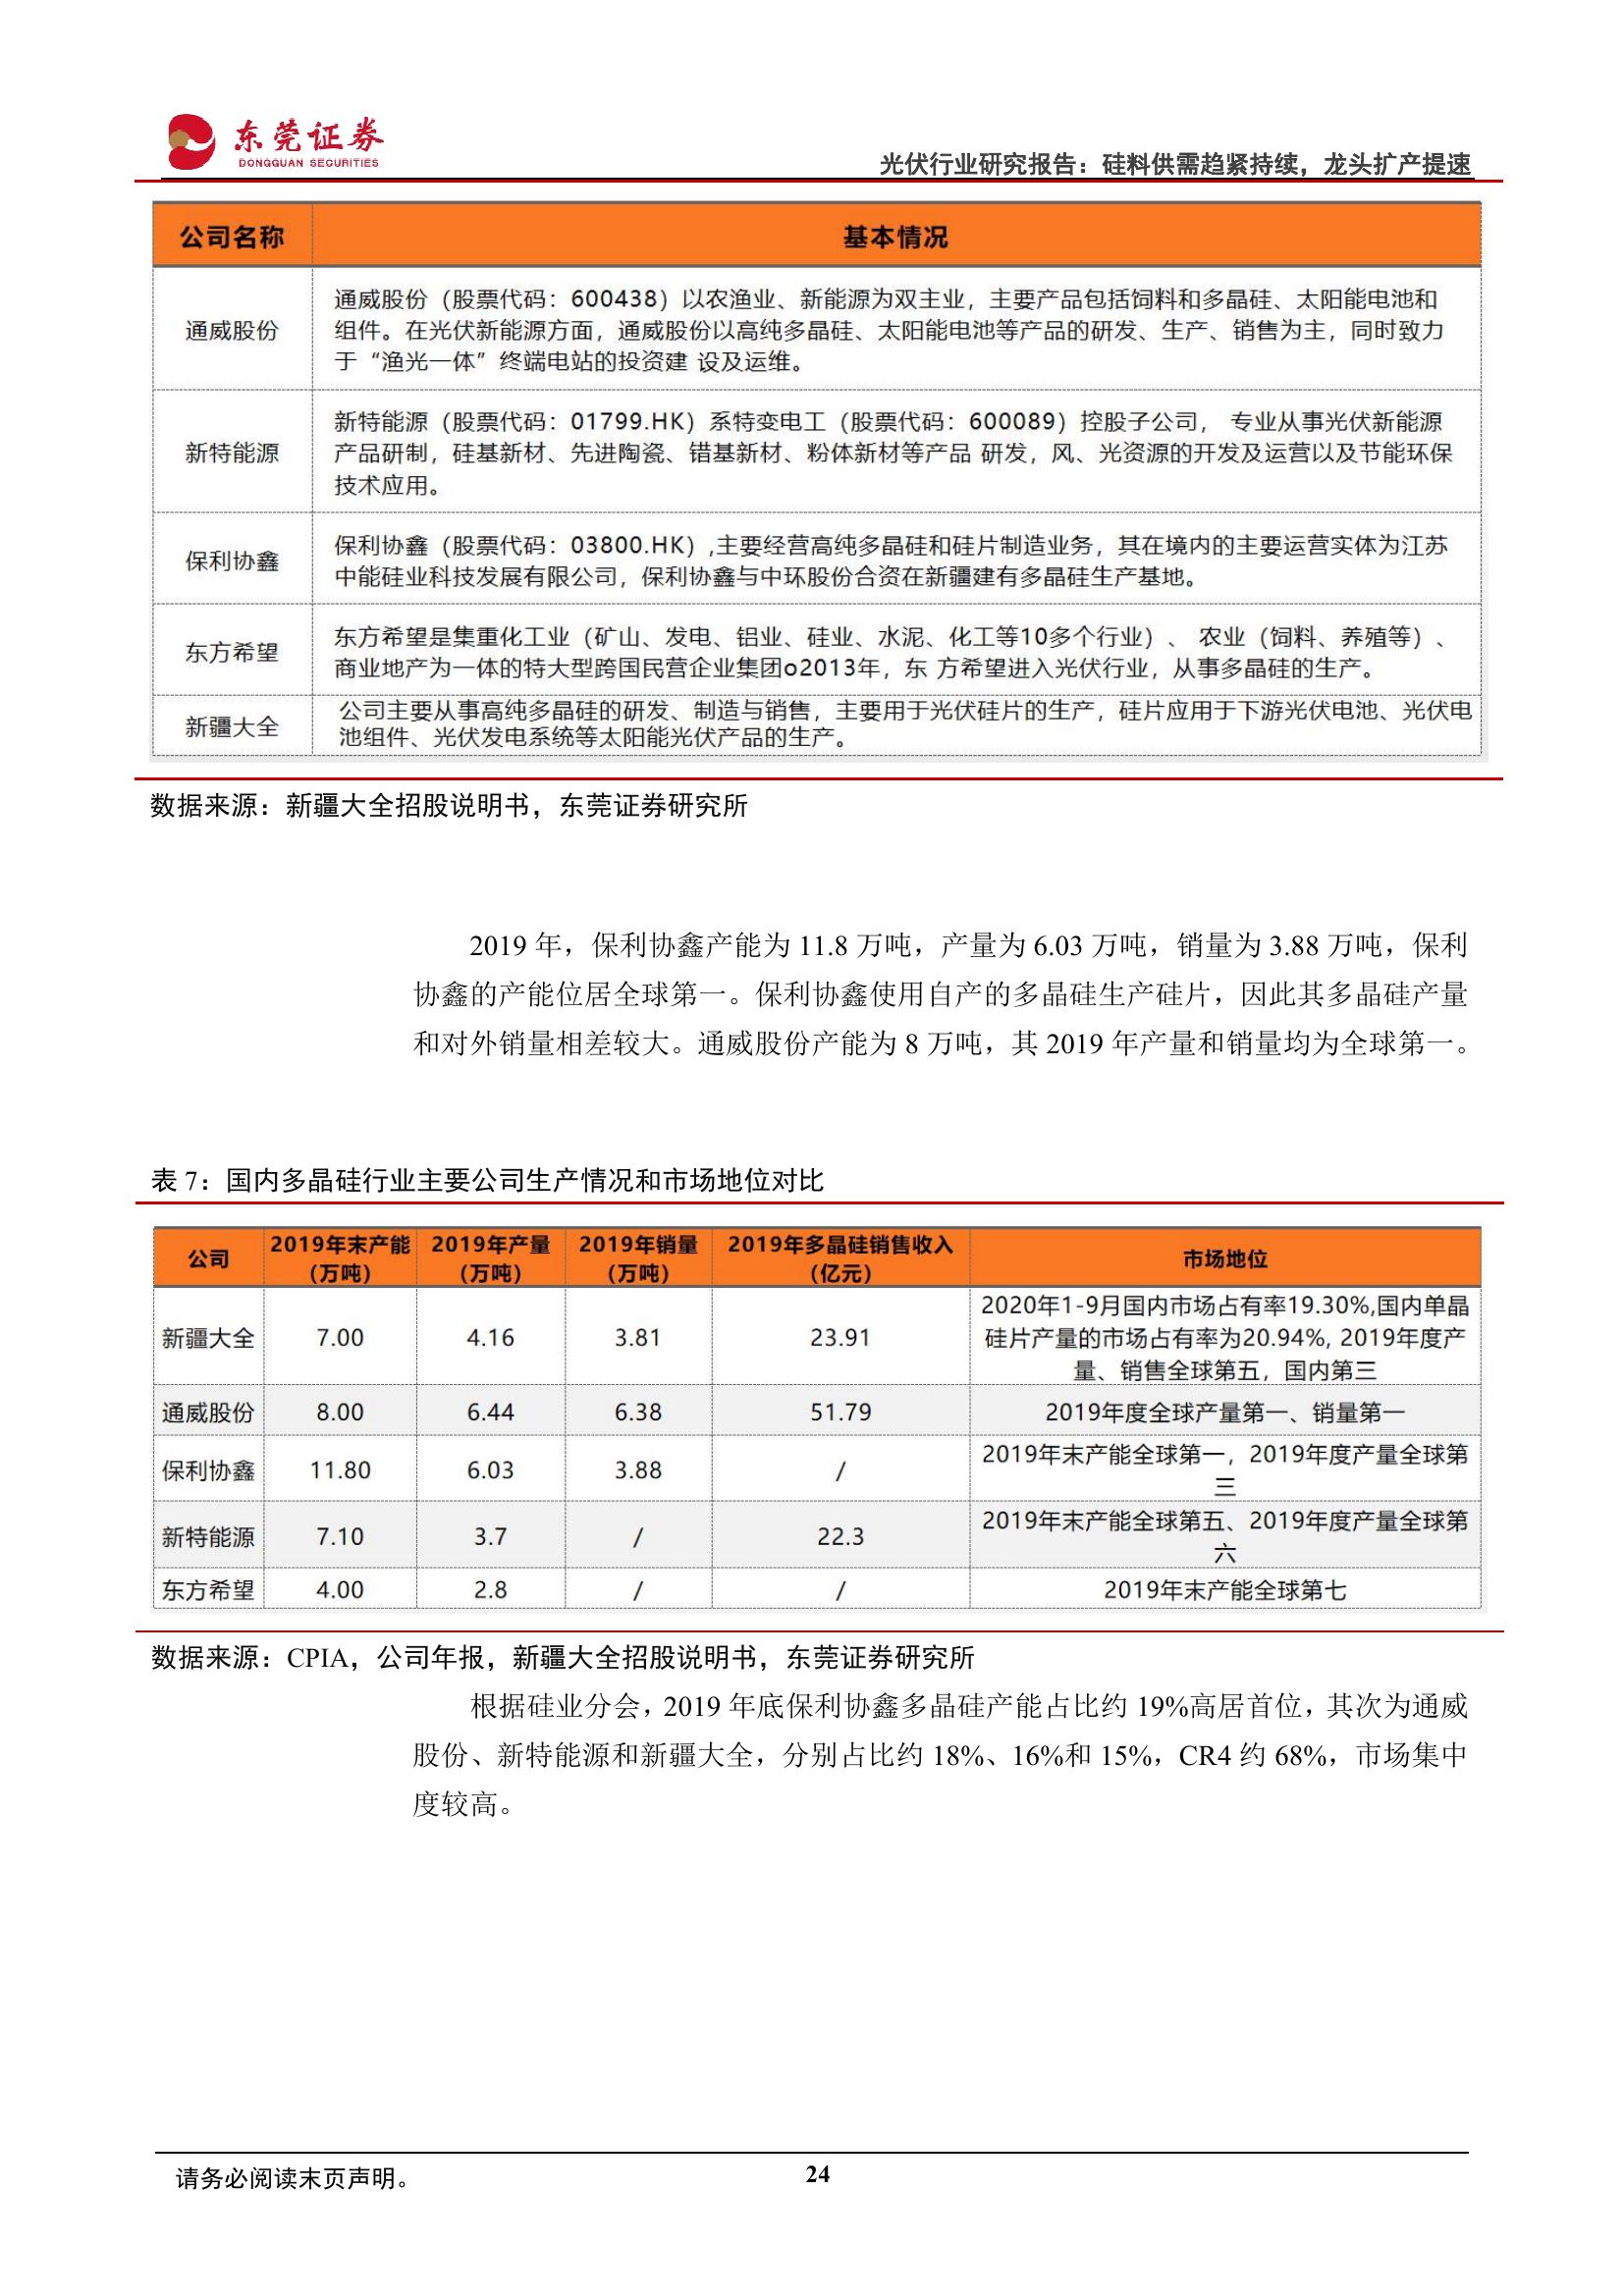 东莞证券
DONGGUAN SECURITIES
光伏行业研究报告：硅料供需趋紧持续，龙头扩产提速
公司名称 基本情况
通威股份
通威股份（股票代码：600438）以农渔业、新能源为双主业，主要产品包括饲料和多晶硅、太阳能电池和
组件。在光伏新能源方面，通威股份以高纯多晶硅、太阳能电池等产品的研发、生产、销售为主，同时致力
于“渔光一体”终端电站的投资建 设及运维。
新特能源
新特能源（股票代码：01799.HK）系特变电工（股票代码：600089）控股子公司， 专业从事光伏新能源
产品研制，硅基新材、先进陶瓷、错基新材、粉体新材等产品 研发，风、光资源的开发及运营以及节能环保
技术应用。
保利协鑫
保利协鑫（股票代码：03800.HK）,主要经营高纯多晶硅和硅片制造业务，其在境内的主要运营实体为江苏
中能硅业科技发展有限公司，保利协鑫与中环股份合资在新疆建有多晶硅生产基地。
东方希望
东方希望是集重化工业（矿山、发电、铝业、硅业、水泥、化工等10多个行业）、 农业（饲料、养殖等）、
商业地产为一体的特大型跨国民营企业集团o2013年，东 方希望进入光伏行业，从事多晶硅的生产。
新疆大全
公司主要从事高纯多晶硅的研发、制造与销售，主要用于光伏硅片的生产，硅片应用于下游光伏电池、光伏电
池组件、光伏发电系统等太阳能光伏产品的生产。
数据来源：新疆大全招股说明书，东莞证券研究所
2019 年，保利协鑫产能为 11.8 万吨，产量为 6.03 万吨，销量为 3.88 万吨，保利
协鑫的产能位居全球第一。保利协鑫使用自产的多晶硅生产硅片，因此其多晶硅产量
和对外销量相差较大。通威股份产能为 8 万吨，其 2019 年产量和销量均为全球第一。
表 7：国内多晶硅行业主要公司生产情况和市场地位对比
公司 2019年末产能（万吨） 2019年产量（万吨） 2019年销量（万吨） 2019年多晶硅销售收入（亿元） 市场地位
新疆大全 7.00 4.16 3.81 23.91
2020年1-9月国内市场占有率19.30%,国内单晶
硅片产量的市场占有率为20.94%, 2019年度产
量、销售全球第五，国内第三
通威股份 8.00 6.44 6.38 51.79 2019年度全球产量第一、销量第一
保利协鑫 11.80 6.03 3.88 /
2019年末产能全球第一，2019年度产量全球第
三
新特能源 7.10 3.7 / 22.3
2019年末产能全球第五、2019年度产量全球第
六
东方希望 4.00 2.8 / / 2019年末产能全球第七
数据来源：CPIA，公司年报，新疆大全招股说明书，东莞证券研究所
根据硅业分会，2019 年底保利协鑫多晶硅产能占比约 19%高居首位，其次为通威
股份、新特能源和新疆大全，分别占比约 18%、16%和 15%，CR4 约 68%，市场集中
度较高。
请务必阅读末页声明。
24